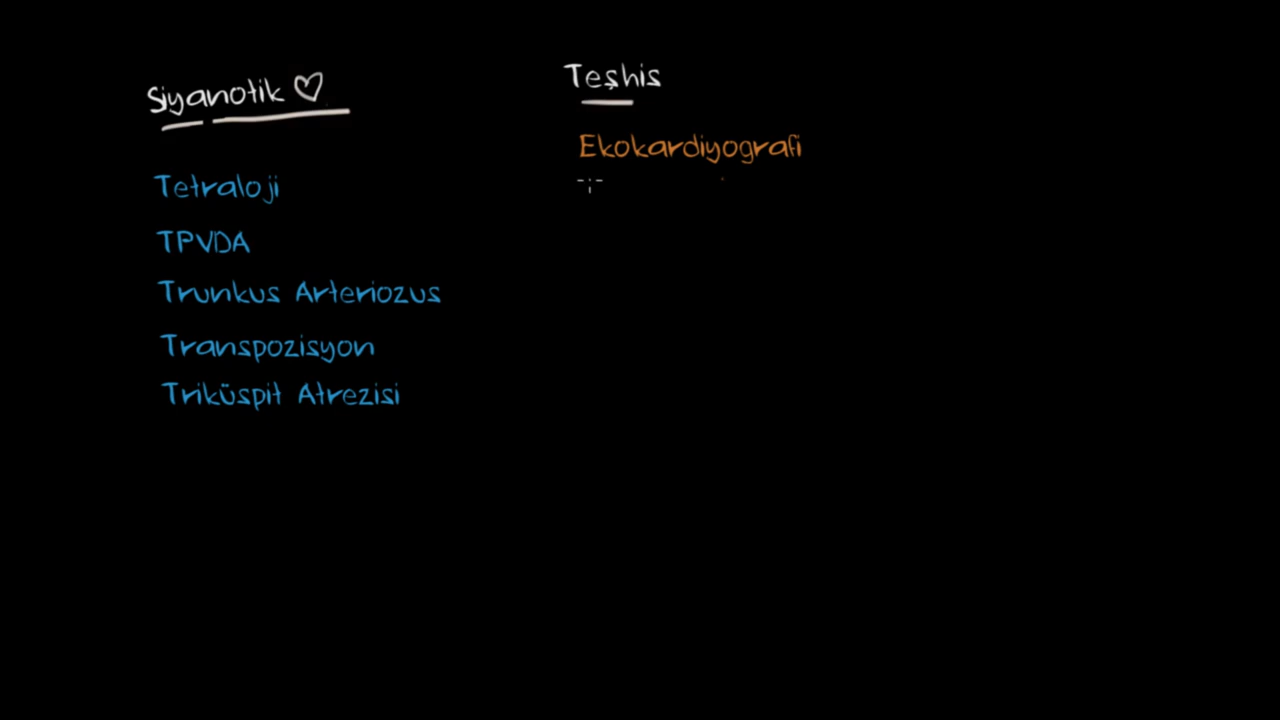 Siyanotik ♡
Tetraloji
TPVDA
Trunkus Arteriozus
Transpozisyon
Triküspit Atrezisi
Teşhis
Ekokardiyografi